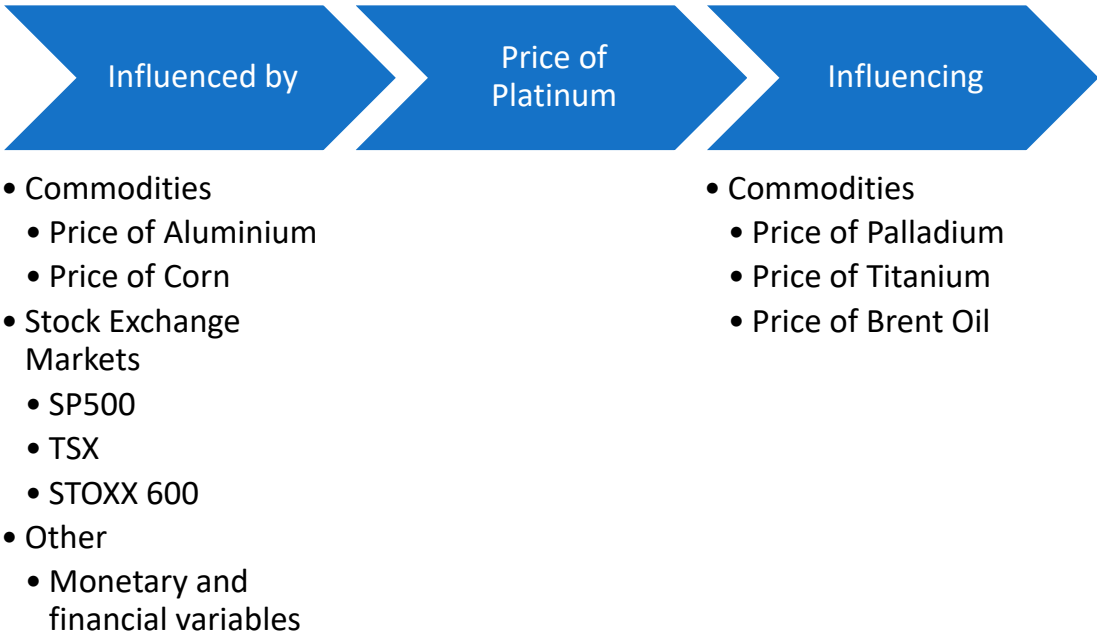 Influenced by
Price of
Platinum
Influencing
• Commodities
• Price of Aluminium
• Price of Corn
• Stock Exchange
Markets
• SP500
• TSX
• STOXX 600
• Other
• Monetary and
financial variables
• Commodities
• Price of Palladium
• Price of Titanium
• Price of Brent Oil